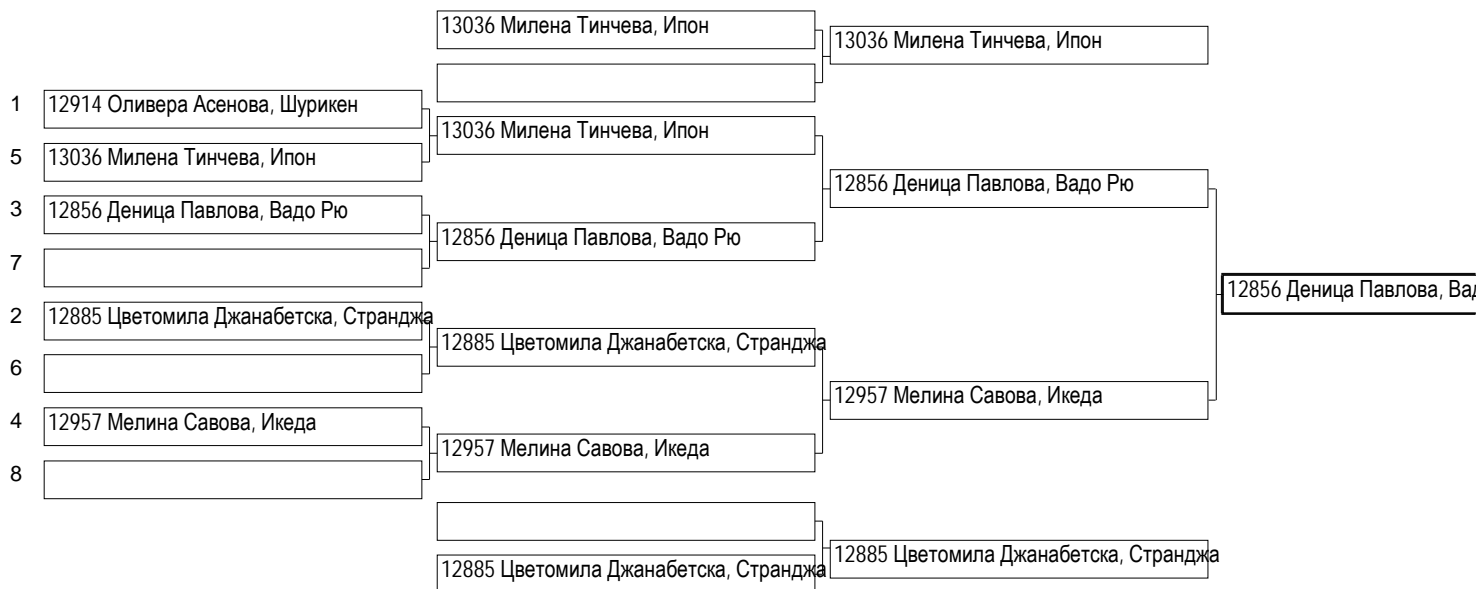 13036 Милена Тинчева, Ипон
13036 Милена Тинчева, Ипон
1 12914 Оливера Асенова, Шурикен
13036 Милена Тинчева, Ипон
5 13036 Милена Тинчева, Ипон
12856 Деница Павлова, Вадо Рю
3 12856 Деница Павлова, Вадо Рю
12856 Деница Павлова, Вадо Рю
7
12856 Деница Павлова, Вад
2 12885 Цветомила Джанабетска, Странджа
12885 Цветомила Джанабетска, Странджа
6
12957 Мелина Савова, Икеда
4 12957 Мелина Савова, Икеда
12957 Мелина Савова, Икеда
8
12885 Цветомила Джанабетска, Странджа
12885 Цветомила Джанабетска, Странджа